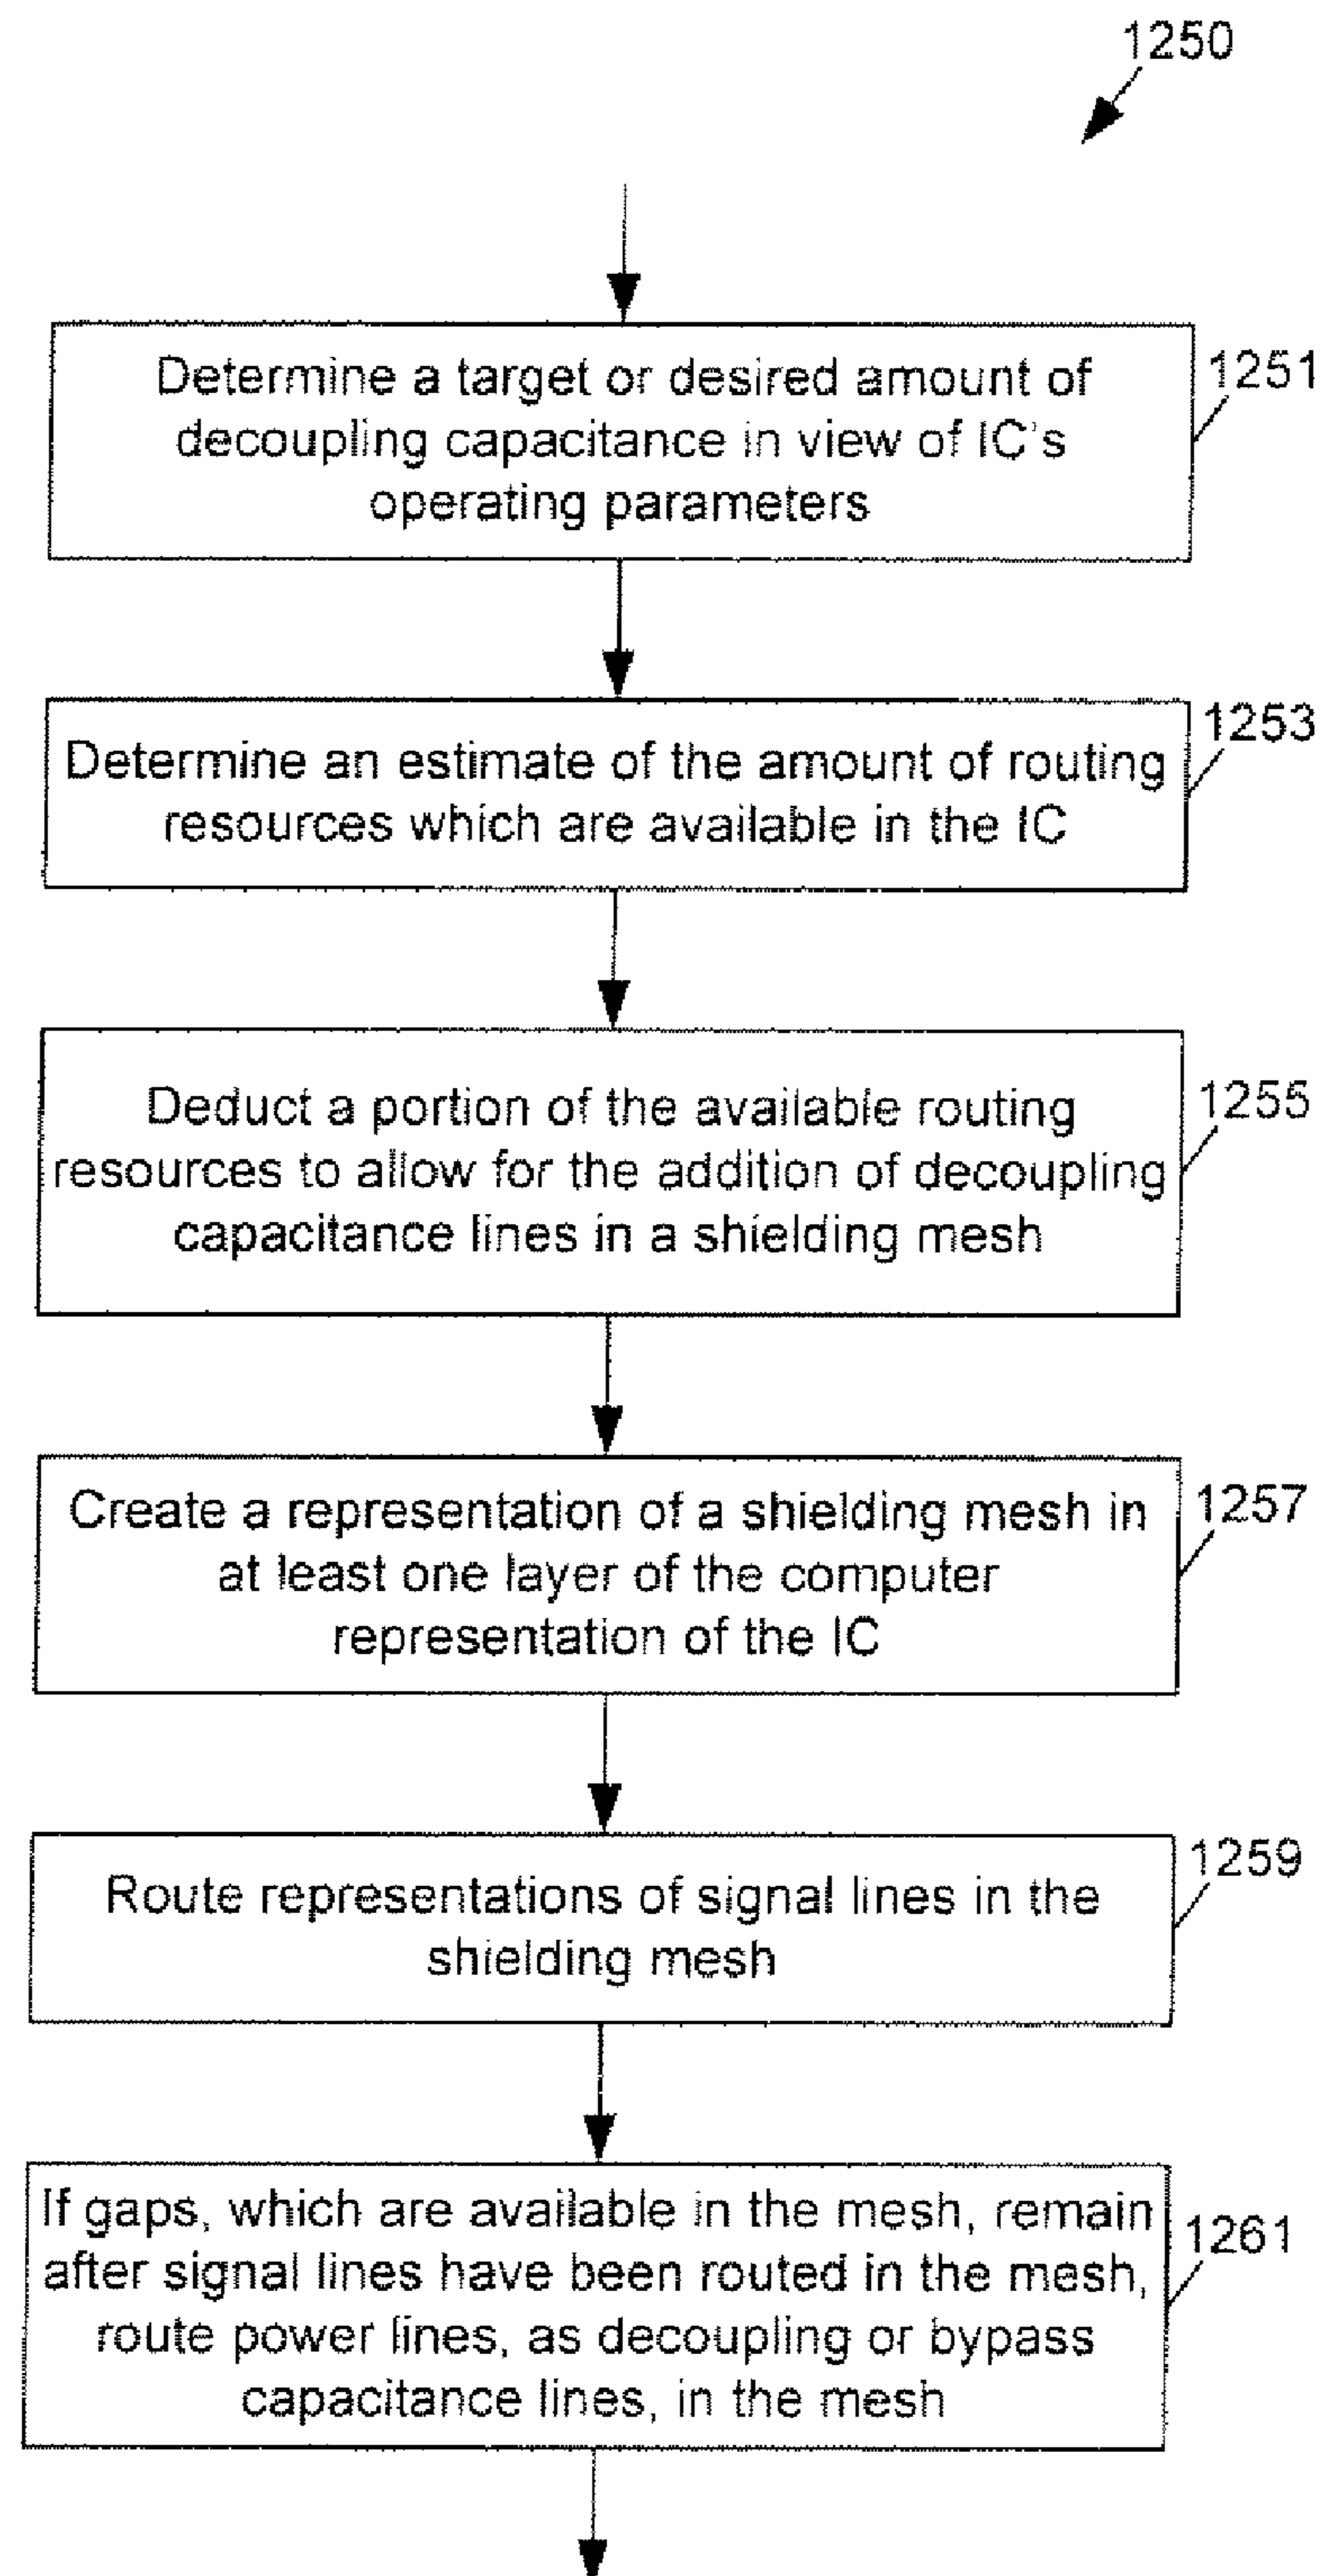 1250
Determine a target or desired amount of
decoupling capacitance in view of IC's
operating parameters
1251
Determine an estimate of the amount of routing
resources which are available in the IC
1253
Deduct a portion of the available routing
resources to allow for the addition of decoupling
capacitance lines in a shielding mesh
1255
Create a representation of a shielding mesh in
at least one layer of the computer
representation of the IC
1257
Route representations of signal lines in the
shielding mesh
1259
If gaps, which are available in the mesh, remain
after signal lines have been routed in the mesh,
route power lines, as decoupling or bypass
capacitance lines, in the mesh
1261